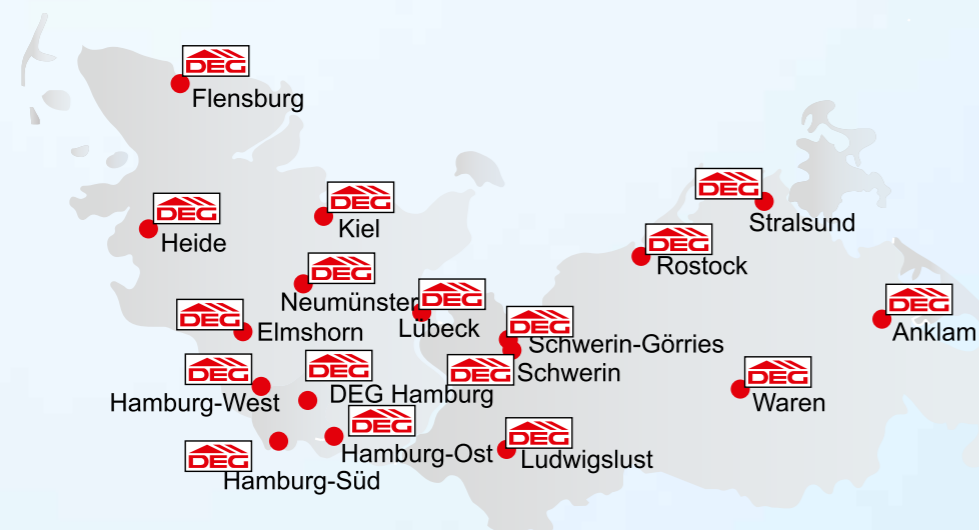 DEG
Flensburg
DEG
Heide
DEG
Kiel
DEG
Stralsund
DEG
Rostock
DEG
Neumünster
DEG
Lübeck
DEG
Anklam
DEG
Elmshorn
DEG
Schwerin-Görries
DEG
Schwerin
DEG
Hamburg-West
DEG
DEG Hamburg
DEG
Waren
DEG
Hamburg-Ost
DEG
Ludwigslust
DEG
Hamburg-Süd